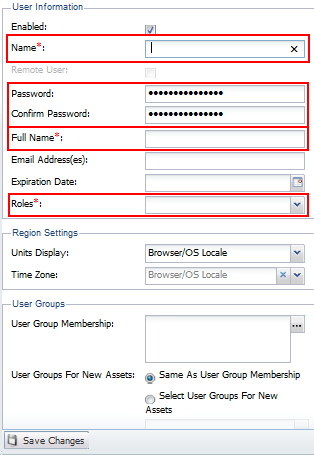 User Information
Enabled:
Name*:
Remote User:
Password: •••••••••••••••
Confirm Password: •••••••••••••••
Full Name*:
Email Address(es):
Expiration Date:
Roles*:
Region Settings
Units Display: Browser/OS Locale
Time Zone: Browser/OS Locale
User Groups
User Group Membership: ...
User Groups For New Assets: Same As User Group Membership
Select User Groups For New
Assets
Save Changes